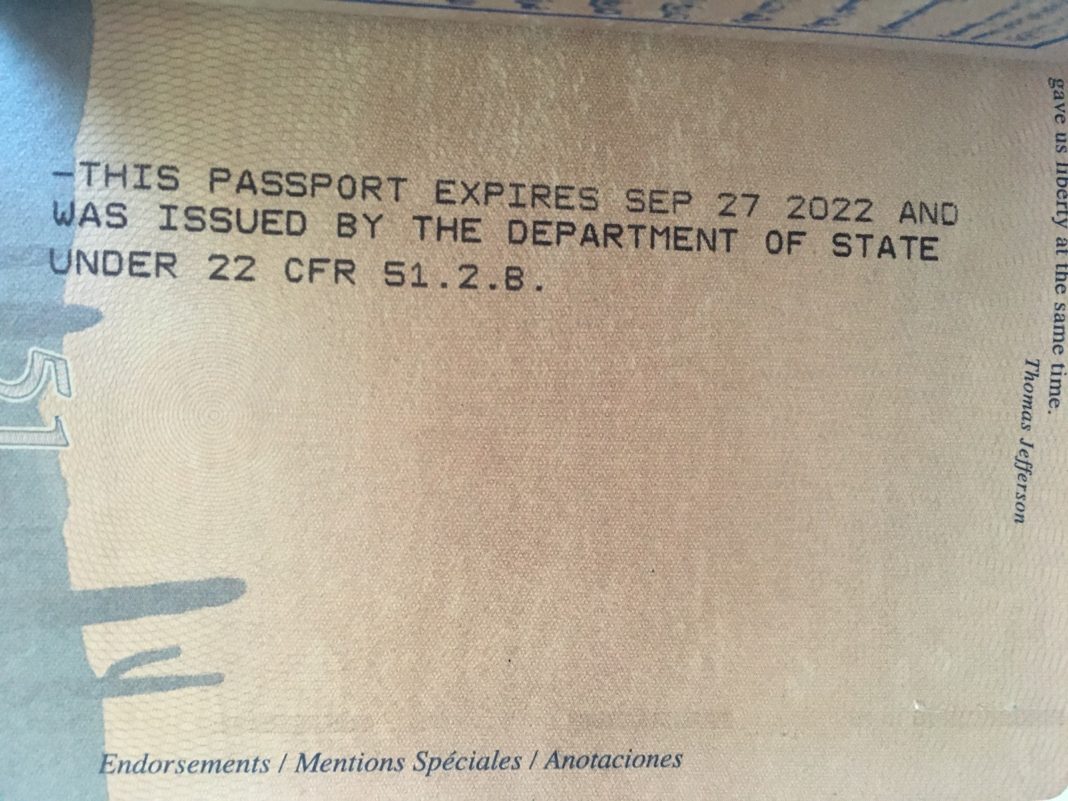 -THIS PASSPORT EXPIRES SEP 27 2022 AND
WAS ISSUED BY THE DEPARTMENT OF STATE
UNDER 22 CFR 51.2.B.
gave us liberty at the same time.
Thomas Jefferson
51
Endorsements / Mentions Spéciales / Anotaciones